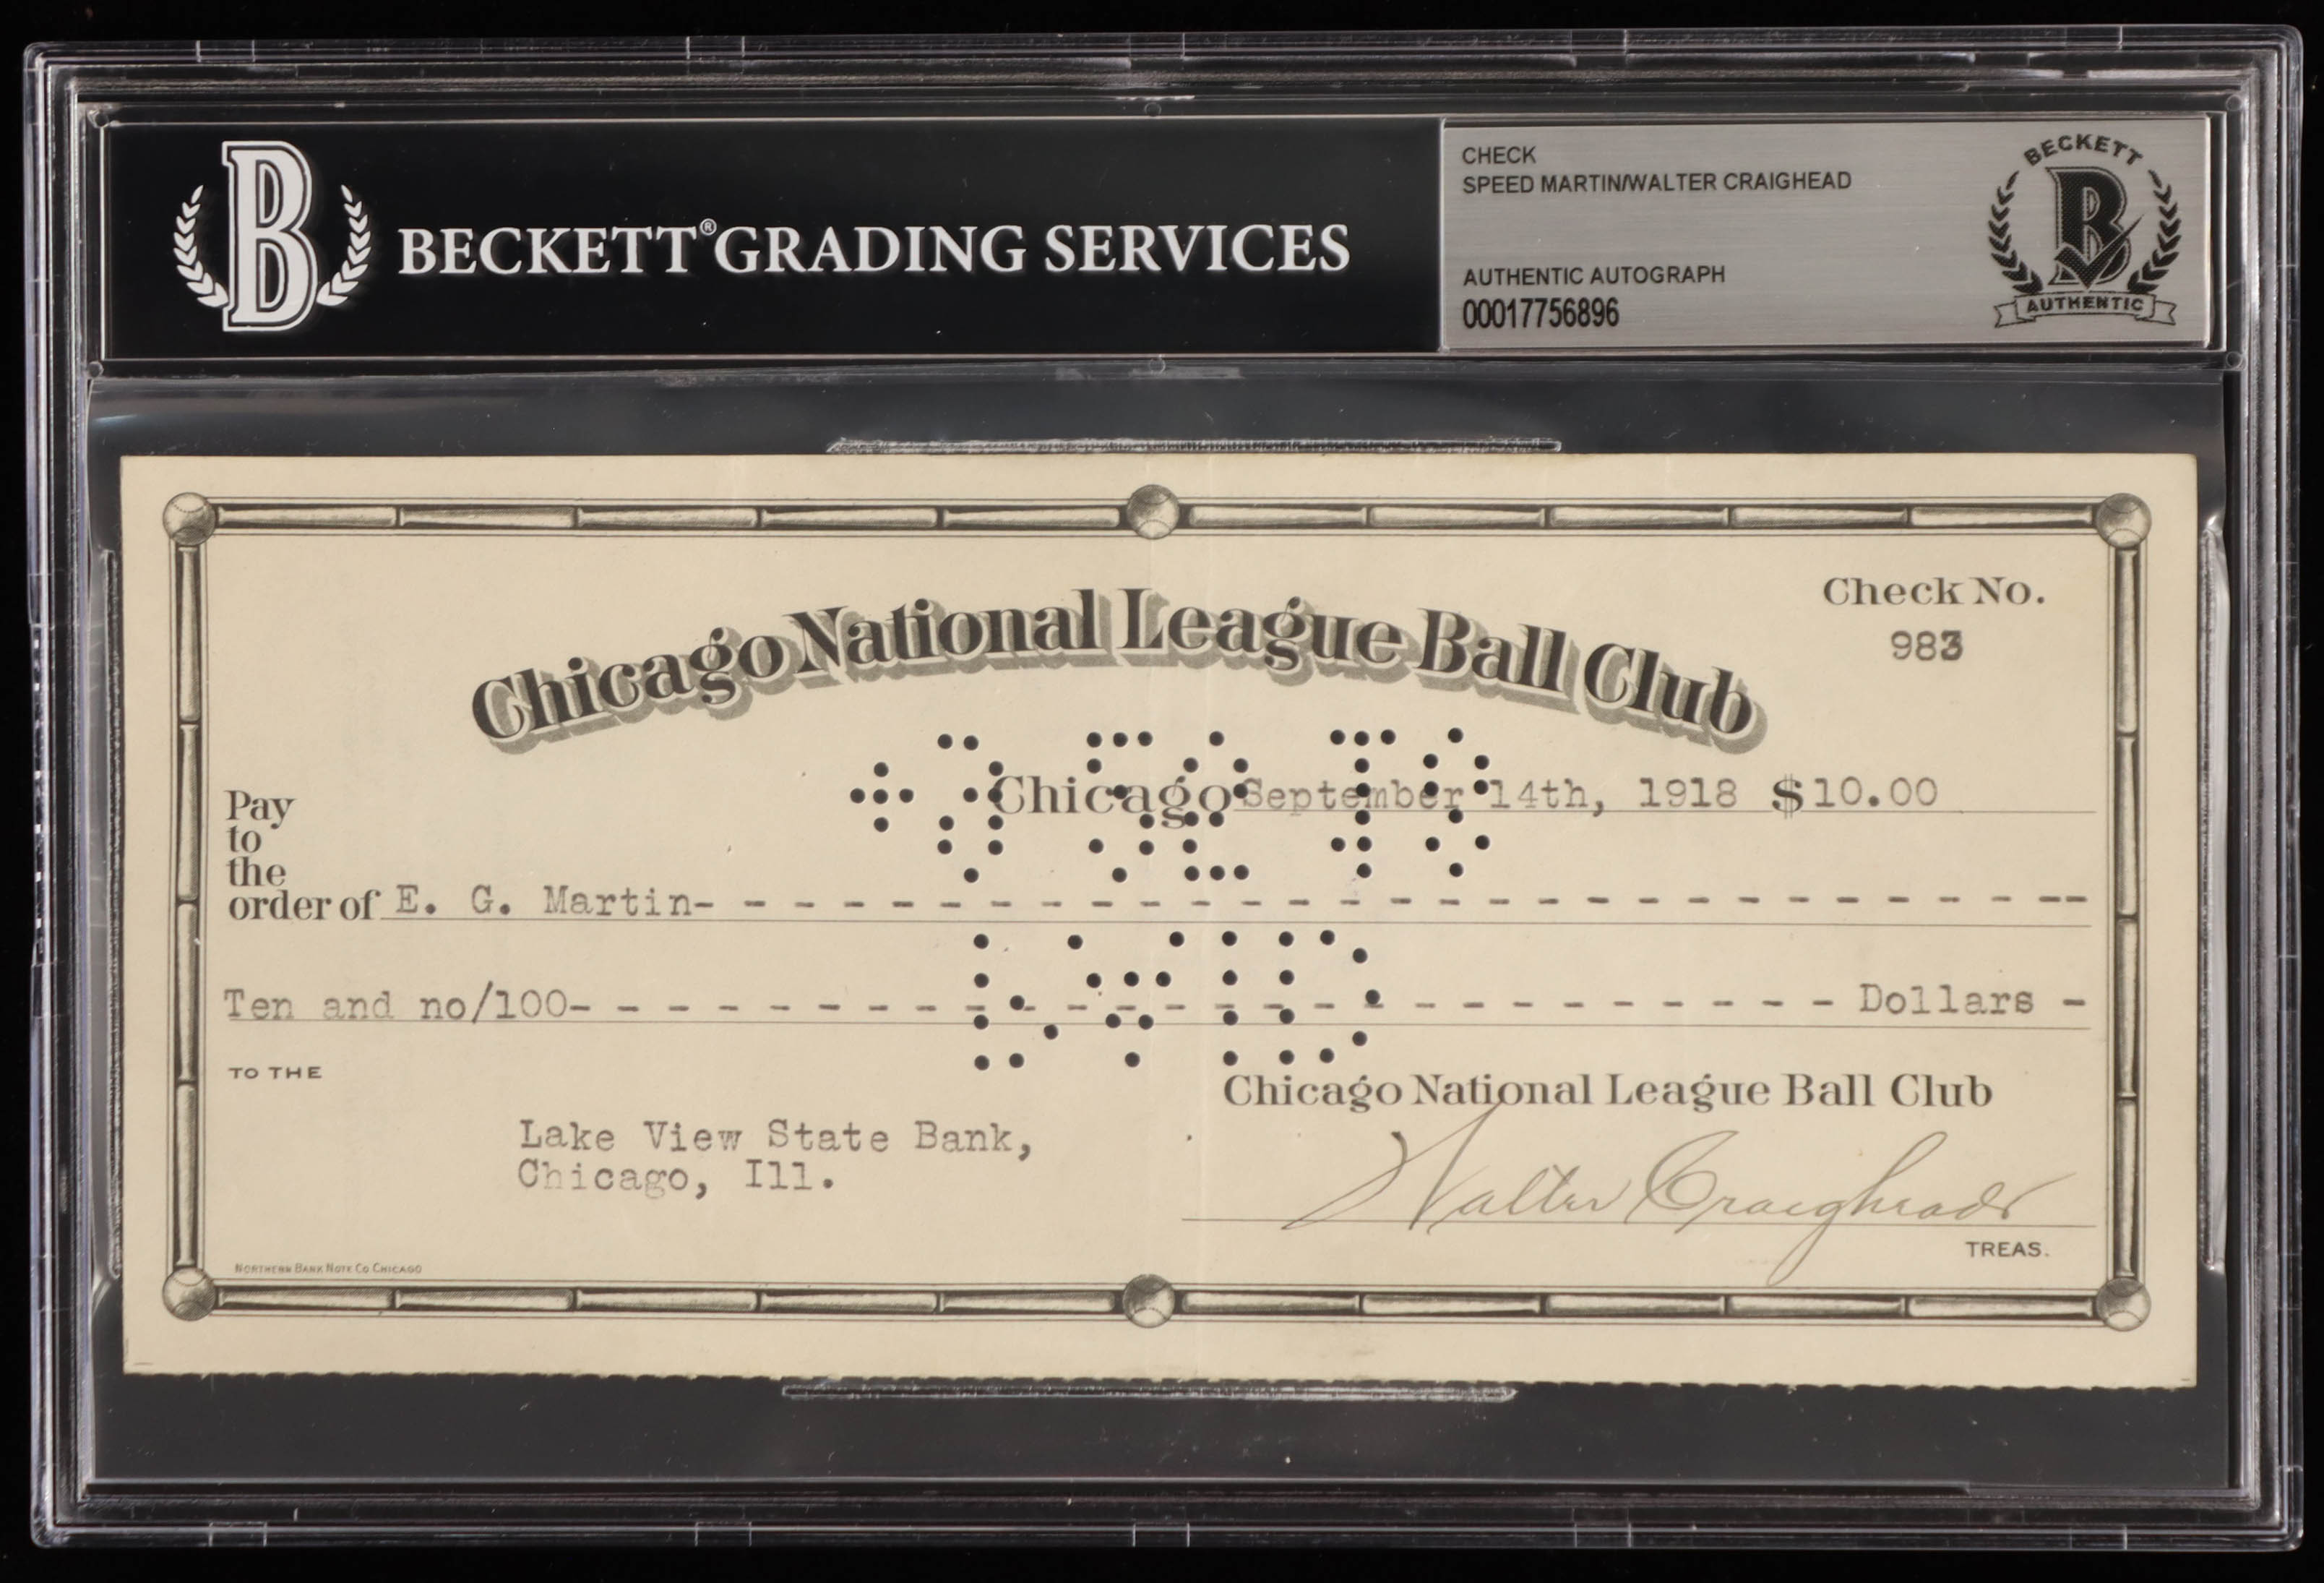 B BECKETT® GRADING SERVICES
CHECK
SPEED MARTIN/WALTER CRAIGHEAD
AUTHENTIC AUTOGRAPH
00017756896
BECKETT
B
AUTHENTIC
Check No.
983
Chicago National League Ball Club
Chicago September 14th, 1918 $10.00
Pay
to
the
order of E. G. Martin- - - - - - - - - - - - - - - - - - - - - - - - - - - - --
Ten and no/100- - - - - - - - - - - - - - - - - - - - - - - - - - Dollars -
PAID
TO THE
Lake View State Bank,
Chicago, Ill.
Chicago National League Ball Club
Walter Craighead
TREAS.
NORTHERN BANK NOTE CO CHICAGO